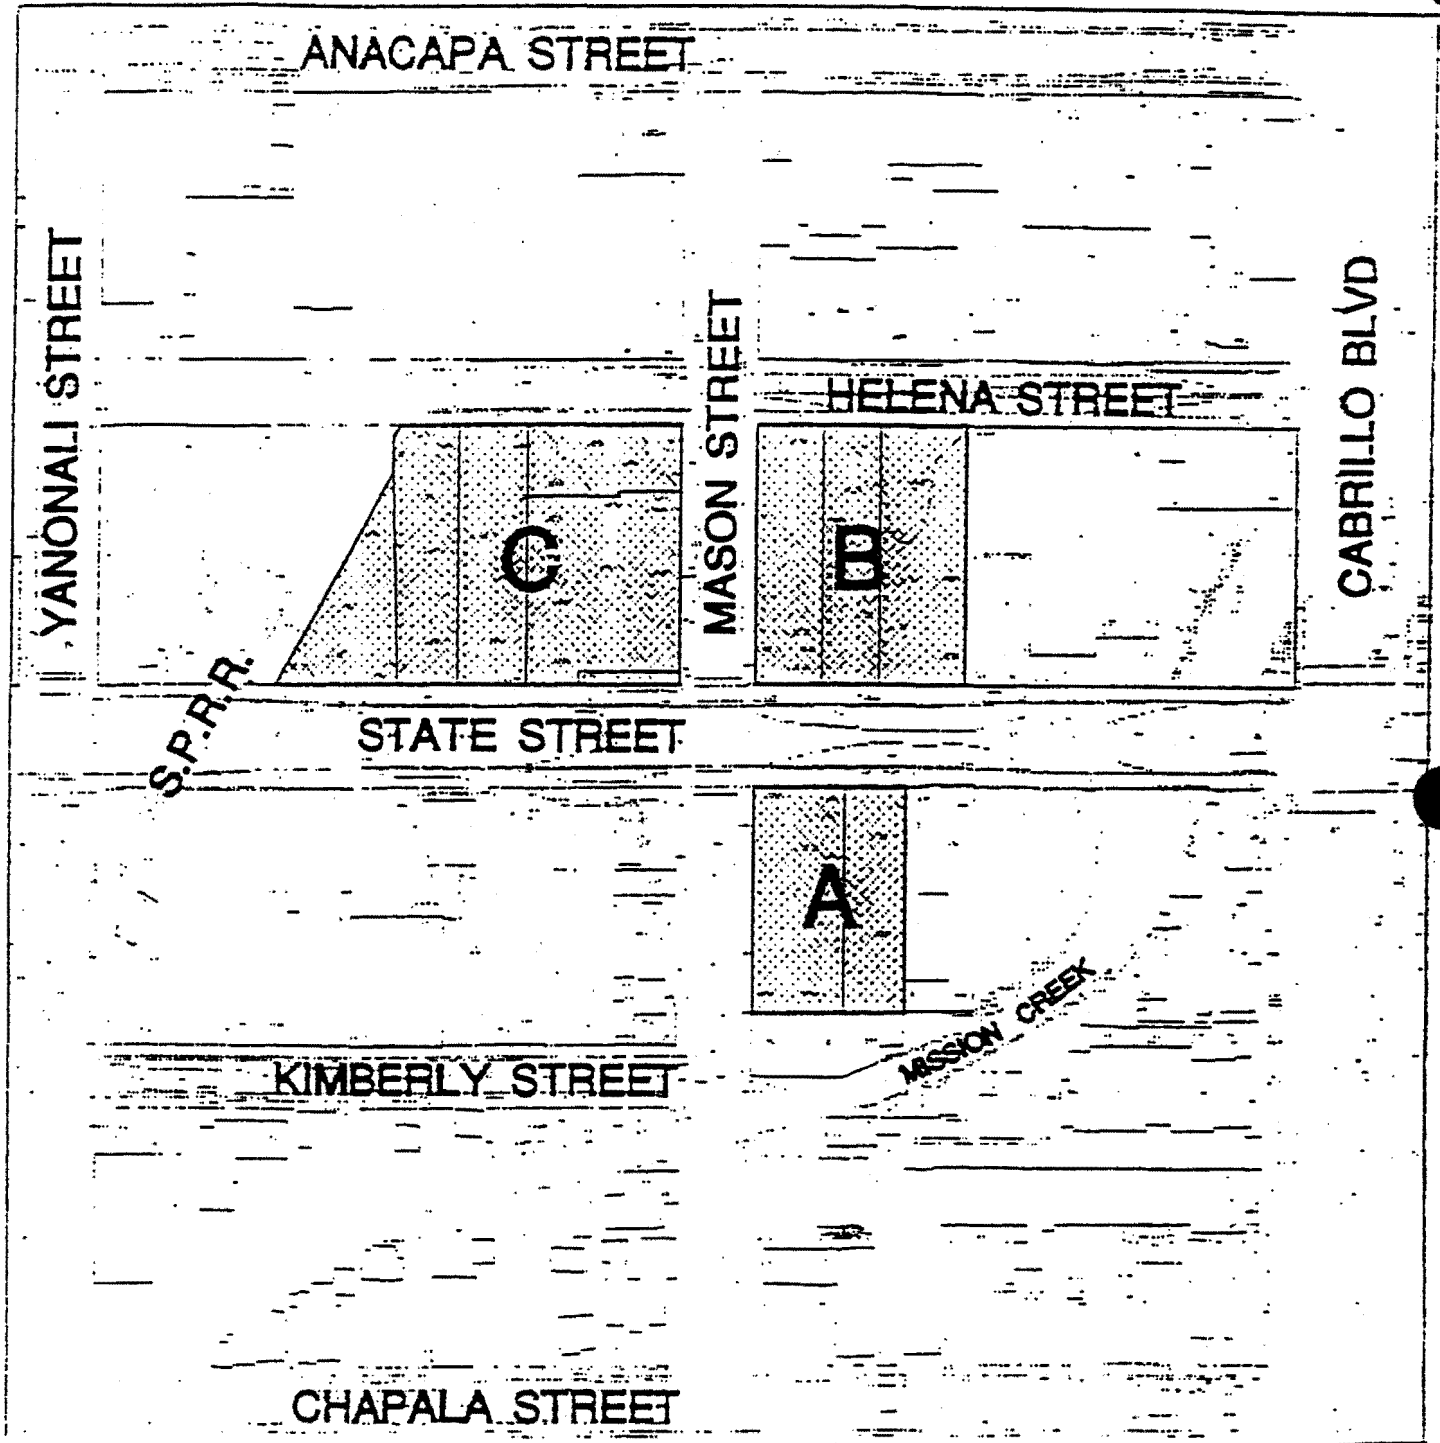 ANACAPA STREET
YANONALI STREET
MASON STREET
HELENA STREET
CABRILLO BLVD
C
B
S.P.R.R.
STATE STREET
A
MISSION CREEK
KIMBERLY STREET
CHAPALA STREET